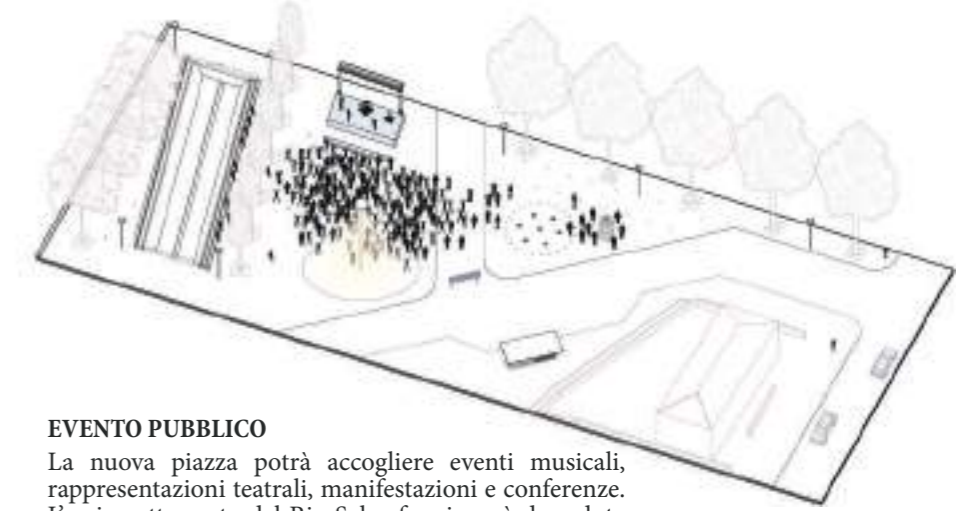 EVENTO PUBBLICO
La nuova piazza potrà accogliere eventi musicali,
rappresentazioni teatrali, manifestazioni e conferenze.